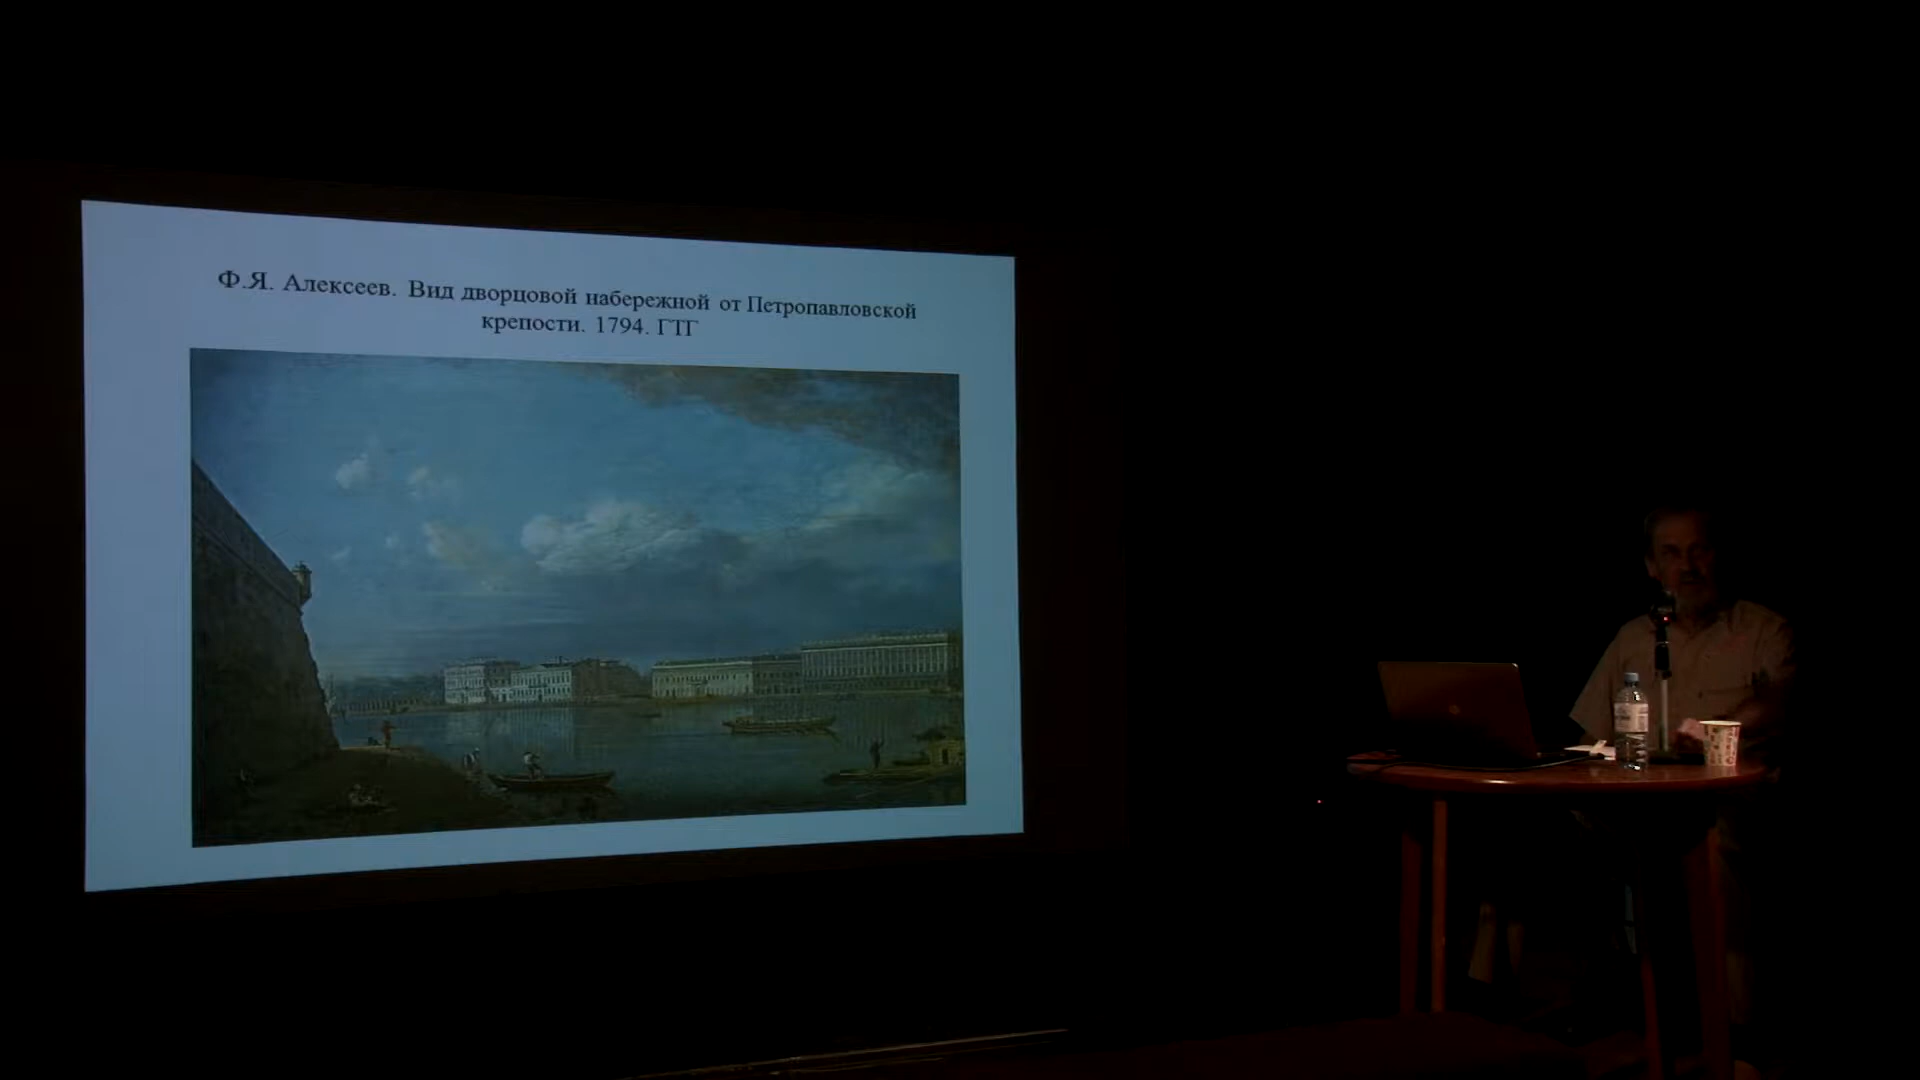 Ф.Я. Алексеев. Вид дворцовой набережной от Петропавловской
крепости. 1794. ГТГ